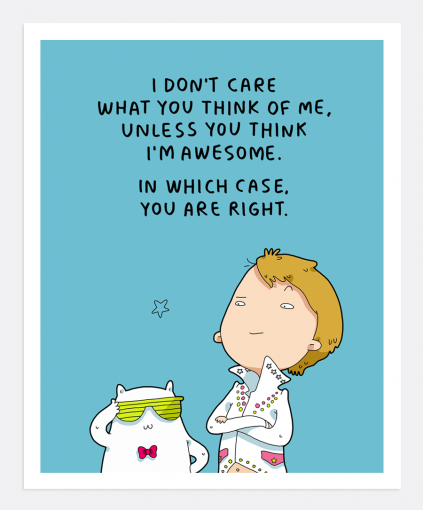 I DON'T CARE
WHAT YOU THINK OF ME,
UNLESS YOU THINK
I'M AWESOME.
IN WHICH CASE,
YOU ARE RIGHT.